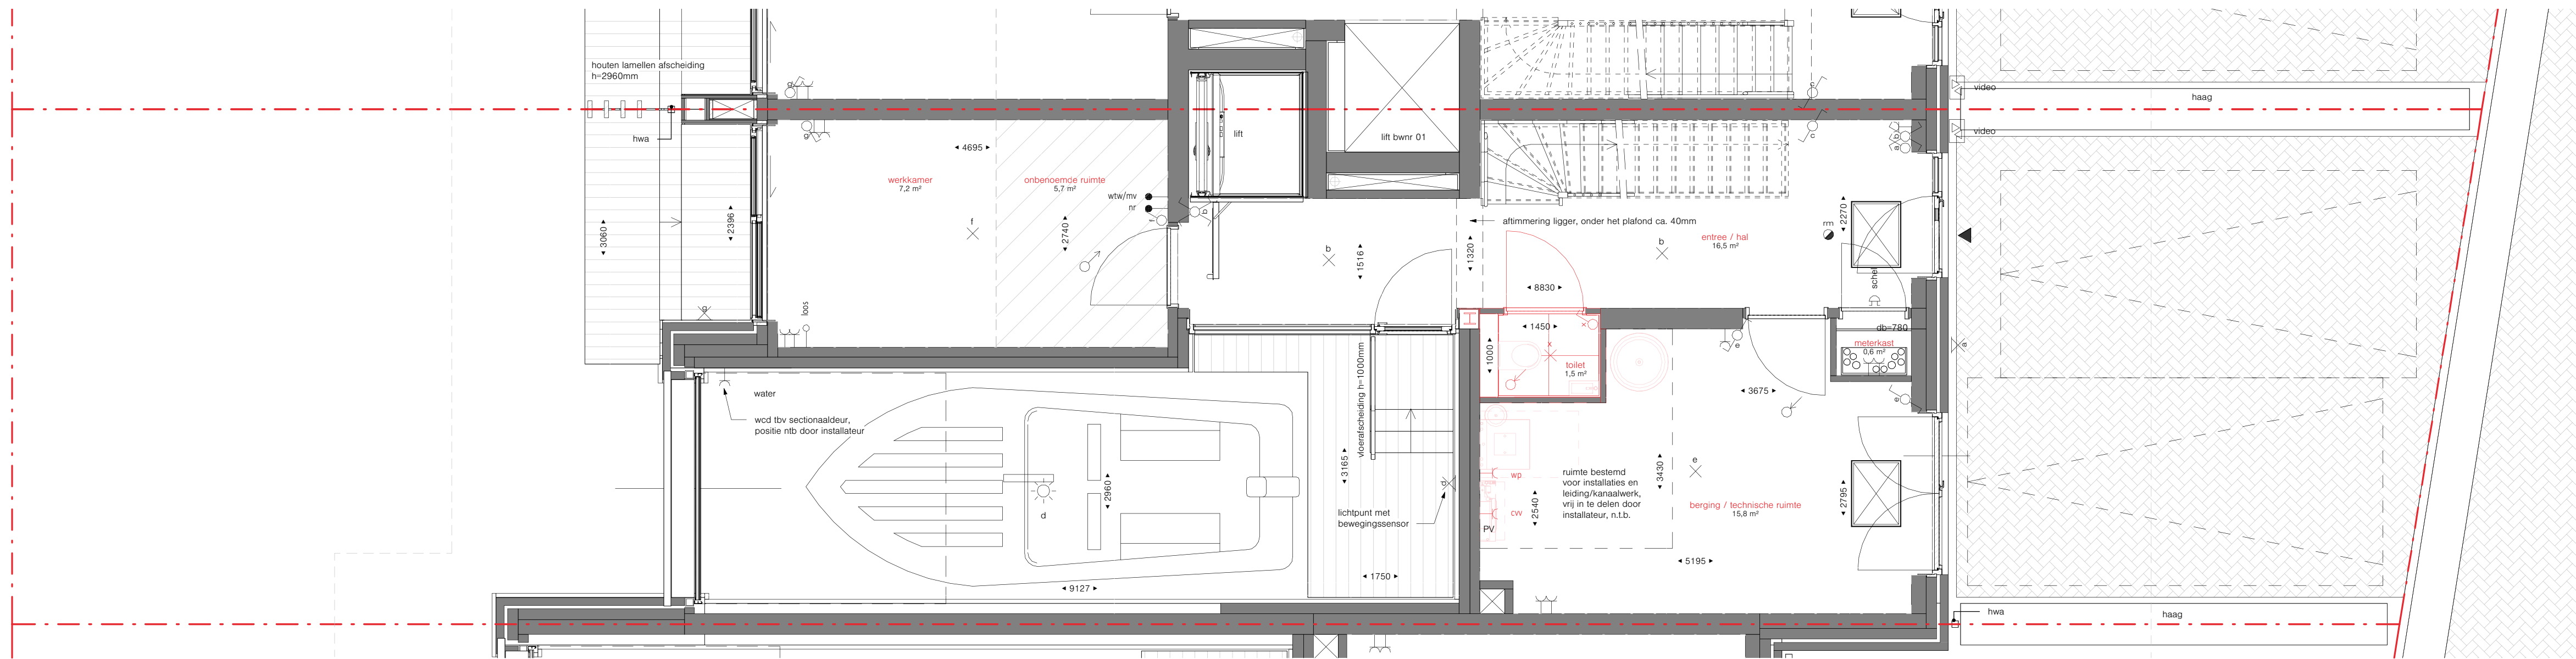 houten lamellen afscheiding
h=2960mm
hwa
g
g
4695
werkkamer
7,2 m²
onbenoemde ruimte
5,7 m²
wtw/mv
nr
f
f
b
3060
2396
2740
g
loos
lift
lift bwnr 01
b
1516
1320
aftimmering ligger, onder het plafond ca. 40mm
b
entree / hal
16,5 m²
rm
2270
schel
c
c
a b
video
video
haag
8830
1450
1000
x
x
toilet
1,5 m²
e
db=780
meterkast
0,6 m²
a
3675
e
water
wcd tbv sectionaaldeur,
positie ntb door installateur
vloerafscheiding h=1000mm
3165
d
2960
d
lichtpunt met
bewegingssensor
wp
cvv
PV
2540
ruimte bestemd
voor installaties en
leiding/kanaalwerk,
vrij in te delen door
installateur, n.t.b.
3430
e
berging / technische ruimte
15,8 m²
2795
5195
1750
9127
hwa
haag